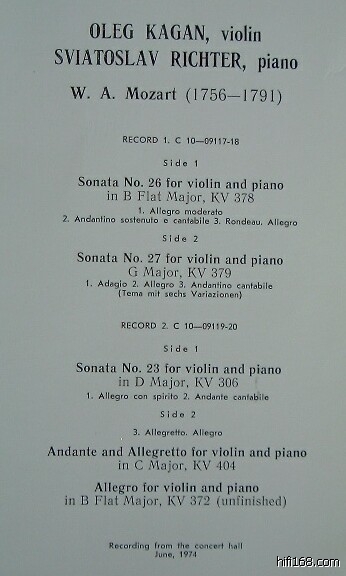 OLEG KAGAN, violin
SVIATOSLAV RICHTER, piano
W. A. Mozart (1756—1791)
RECORD 1. C 10—09117-18
Side 1
Sonata No. 26 for violin and piano
in B Flat Major, KV 378
1. Allegro moderato
2. Andantino sostenuto e cantabile 3. Rondeau. Allegro
Side 2
Sonata No. 27 for violin and piano
G Major, KV 379
1. Adagio 2. Allegro 3. Andantino cantabile
(Tema mit sechs Variazionen)
RECORD 2. C 10—09119-20
Side 1
Sonata No. 23 for violin and piano
in D Major, KV 306
1. Allegro con spirito 2. Andante cantabile
Side 2
3. Allegretto. Allegro
Andante and Allegretto for violin and piano
in C Major, KV 404
Allegro for violin and piano
in B Flat Major, KV 372 (unfinished)
Recording from the concert hall
June, 1974
hifi168.com